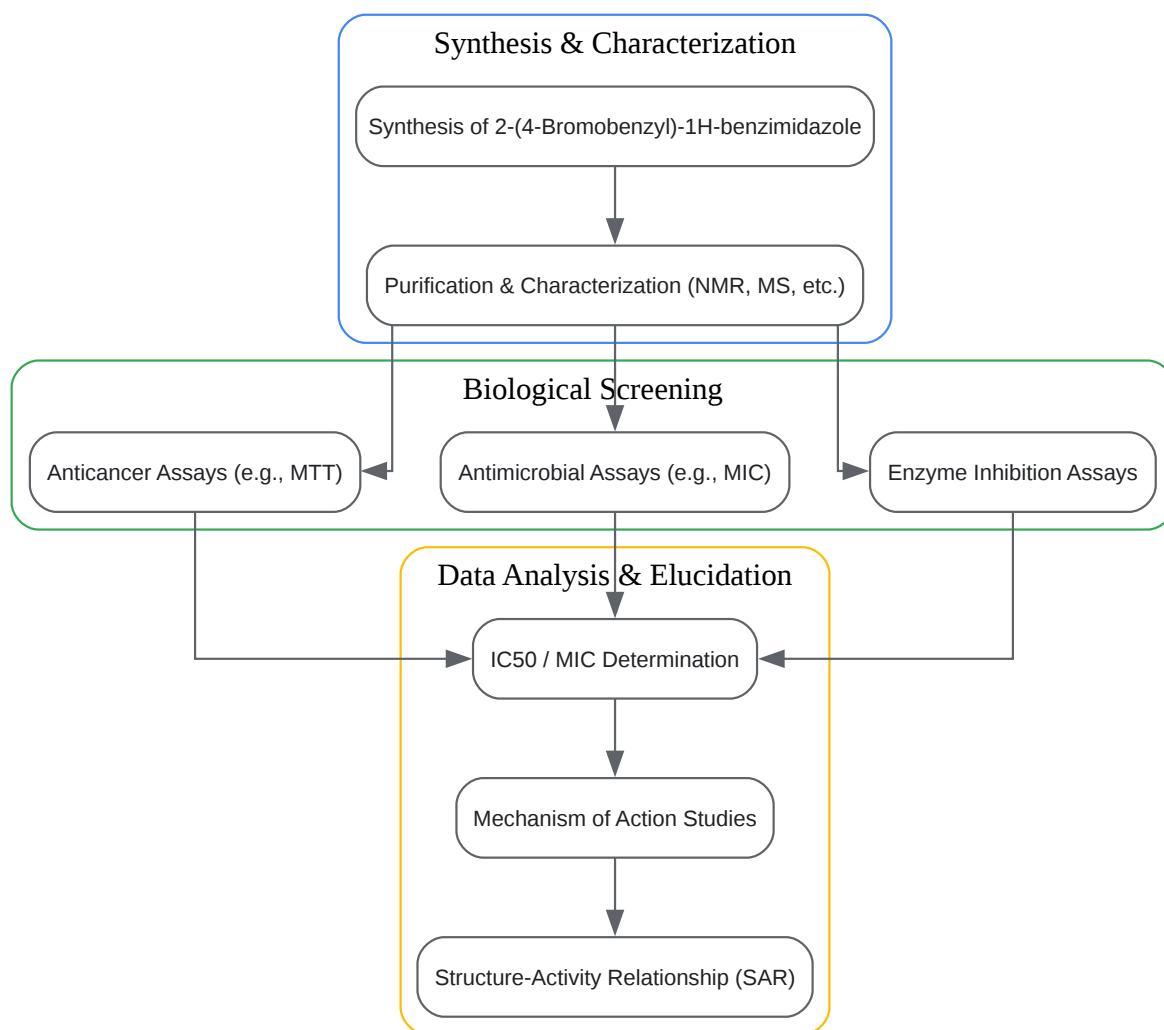 Synthesis & Characterization
Synthesis of 2-(4-Bromobenzyl)-1H-benzimidazole
Purification & Characterization (NMR, MS, etc.)
Biological Screening
Anticancer Assays (e.g., MTT)
Antimicrobial Assays (e.g., MIC)
Enzyme Inhibition Assays
Data Analysis & Elucidation
IC50 / MIC Determination
Mechanism of Action Studies
Structure-Activity Relationship (SAR)